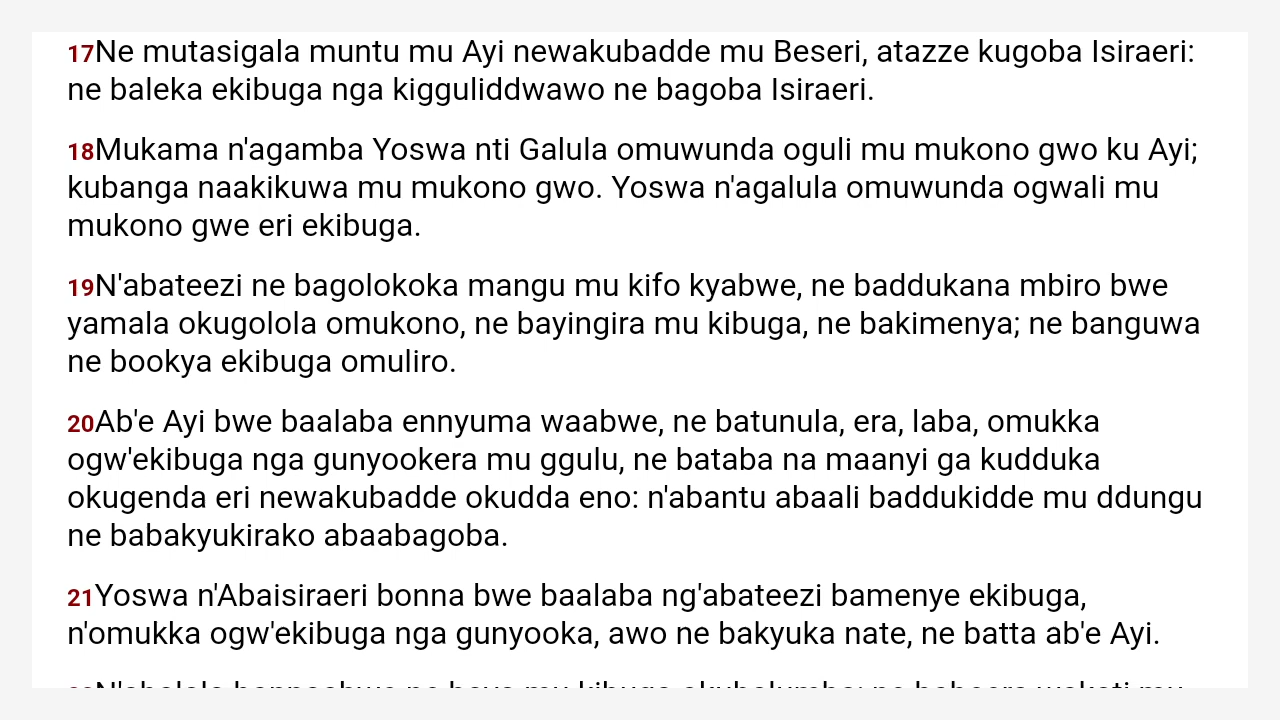 17Ne mutasigala muntu mu Ayi newakubadde mu Beseri, atazze kugoba Isiraeri:
ne baleka ekibuga nga kigguliddwawo ne bagoba Isiraeri.
18Mukama n'agamba Yoswa nti Galula omuwunda oguli mu mukono gwo ku Ayi;
kubanga naakikuwa mu mukono gwo. Yoswa n'agalula omuwunda ogwali mu
mukono gwe eri ekibuga.
19N'abateezi ne bagolokoka mangu mu kifo kyabwe, ne baddukana mbiro bwe
yamala okugolola omukono, ne bayingira mu kibuga, ne bakimenya; ne banguwa
ne bookya ekibuga omuliro.
20Ab'e Ayi bwe baalaba ennyuma waabwe, ne batunula, era, laba, omukka
ogw'ekibuga nga gunyookera mu ggulu, ne bataba na maanyi ga kudduka
okugenda eri newakubadde okudda eno: n'abantu abaali baddukidde mu ddungu
ne babakyukirako abaabagoba.
21Yoswa n'Abaisiraeri bonna bwe baalaba ng'abateezi bamenye ekibuga,
n'omukka ogw'ekibuga nga gunyooka, awo ne bakyuka nate, ne batta ab'e Ayi.